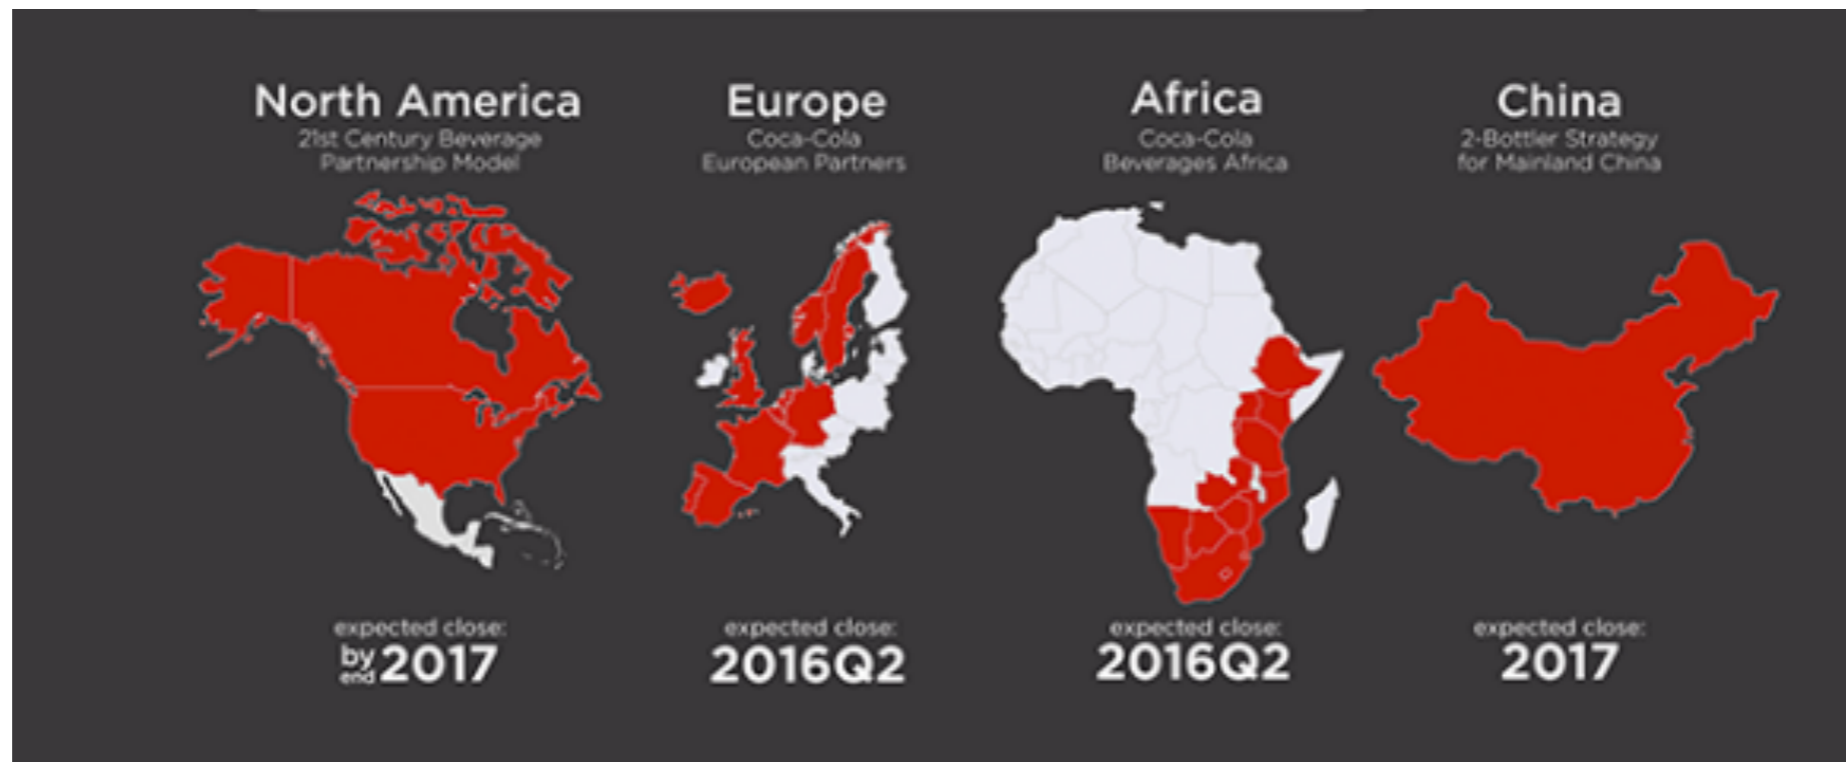 North America
21st Century Beverage
Partnership Model
expected close:
by end 2017
Europe
Coca-Cola
European Partners
expected close:
2016Q2
Africa
Coca-Cola
Beverages Africa
expected close:
2016Q2
China
2-Bottler Strategy
for Mainland China
expected close:
2017